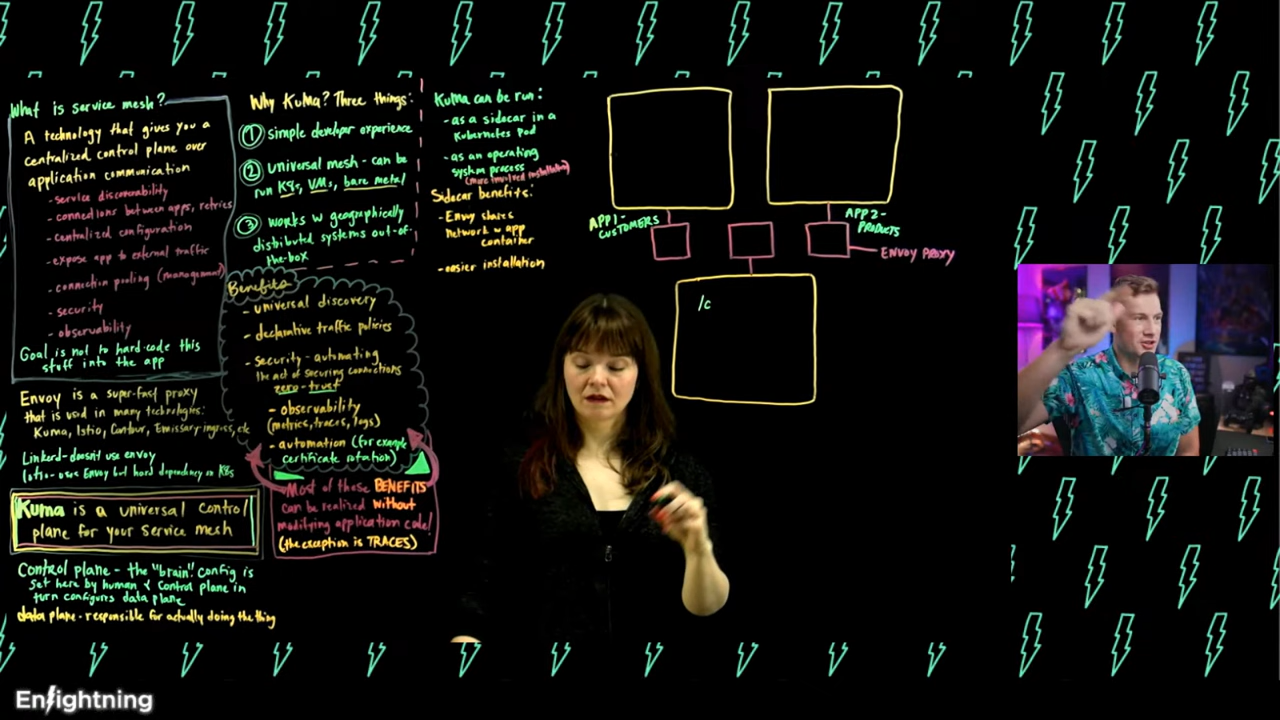 What is service mesh?
A technology that gives you a
centralized control plane over
application communication
- service discoverability
- connections between apps, retries
- centralized configuration
- expose app to external traffic
- connection pooling (management)
- security
- observability
Goal is not to hard-code this
stuff into the app
Envoy is a super-fast proxy
that is used in many technologies:
Kuma, Istio, Contour, Emissary-ingress, etc
Linkerd - doesn't use envoy
Istio - uses Envoy but hard dependency on K8s
Kuma is a universal control
plane for your service mesh
Control plane - the "brain". config is
set here by human & control plane in
turn configures data plane
data plane - responsible for actually doing the thing
Why Kuma? Three things:
1 simple developer experience
2 universal mesh - can be
run K8s, VMs, bare metal
3 works w geographically
distributed systems out-of-
the-box
Benefits
- universal discovery
- declarative traffic policies
- security - automating
the act of securing connections
zero-trust
- observability
(metrics, traces, logs)
- automation (for example
certificate rotation)
Most of those BENEFITS
can be realized without
modifying application code!
(the exception is TRACES)
Kuma can be run:
- as a sidecar in a
Kubernetes pod
- as an operating
system process
(more involved installation)
Sidecar benefits:
- Envoy shares
Network w app
container
- easier installation
APP1-
CUSTOMERS
APP2-
PRODUCTS
ENVOY PROXY
/c
Enlightning